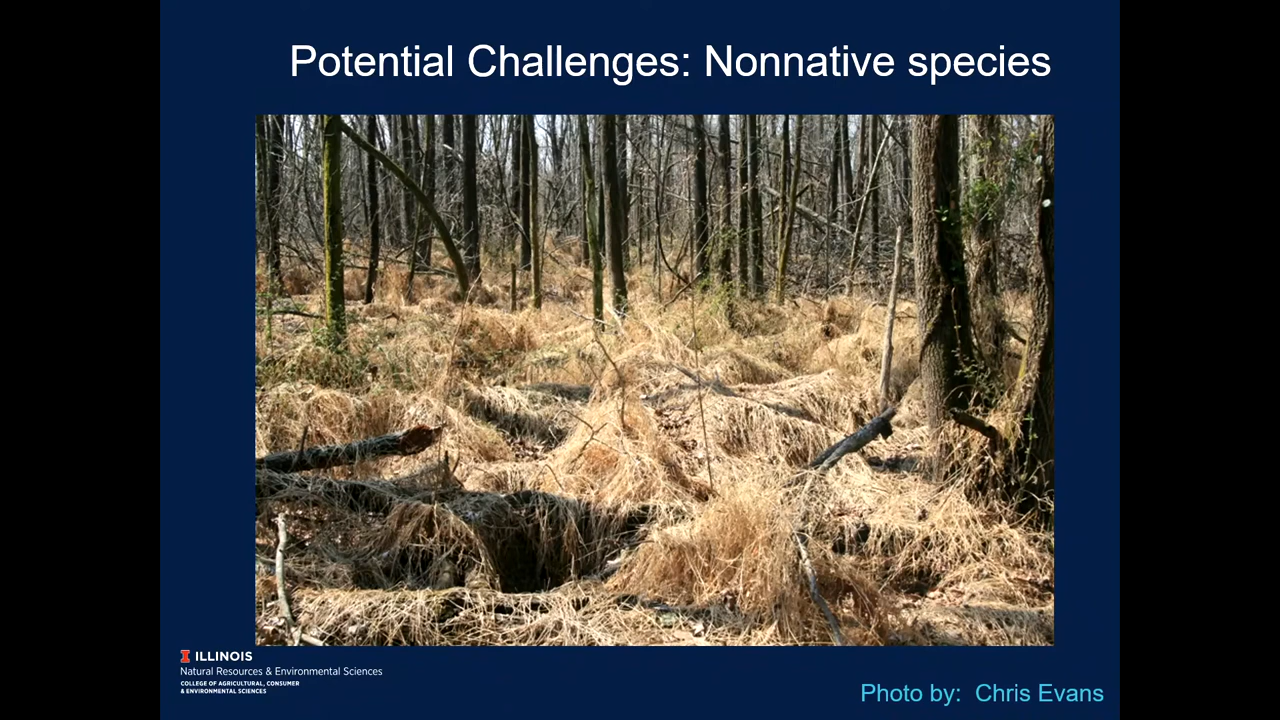 Potential Challenges: Nonnative species
ILLINOIS
Natural Resources & Environmental Sciences
COLLEGE OF AGRICULTURAL, CONSUMER
& ENVIRONMENTAL SCIENCES
Photo by: Chris Evans